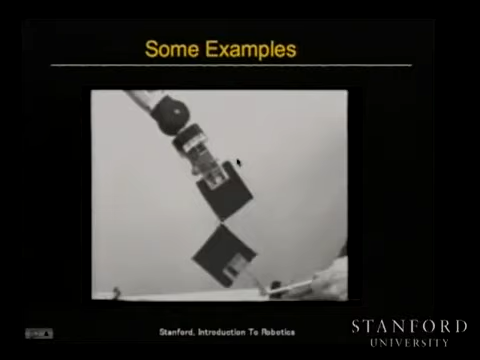 Some Examples
Stanford, Introduction To Robotics
STANFORD
UNIVERSITY